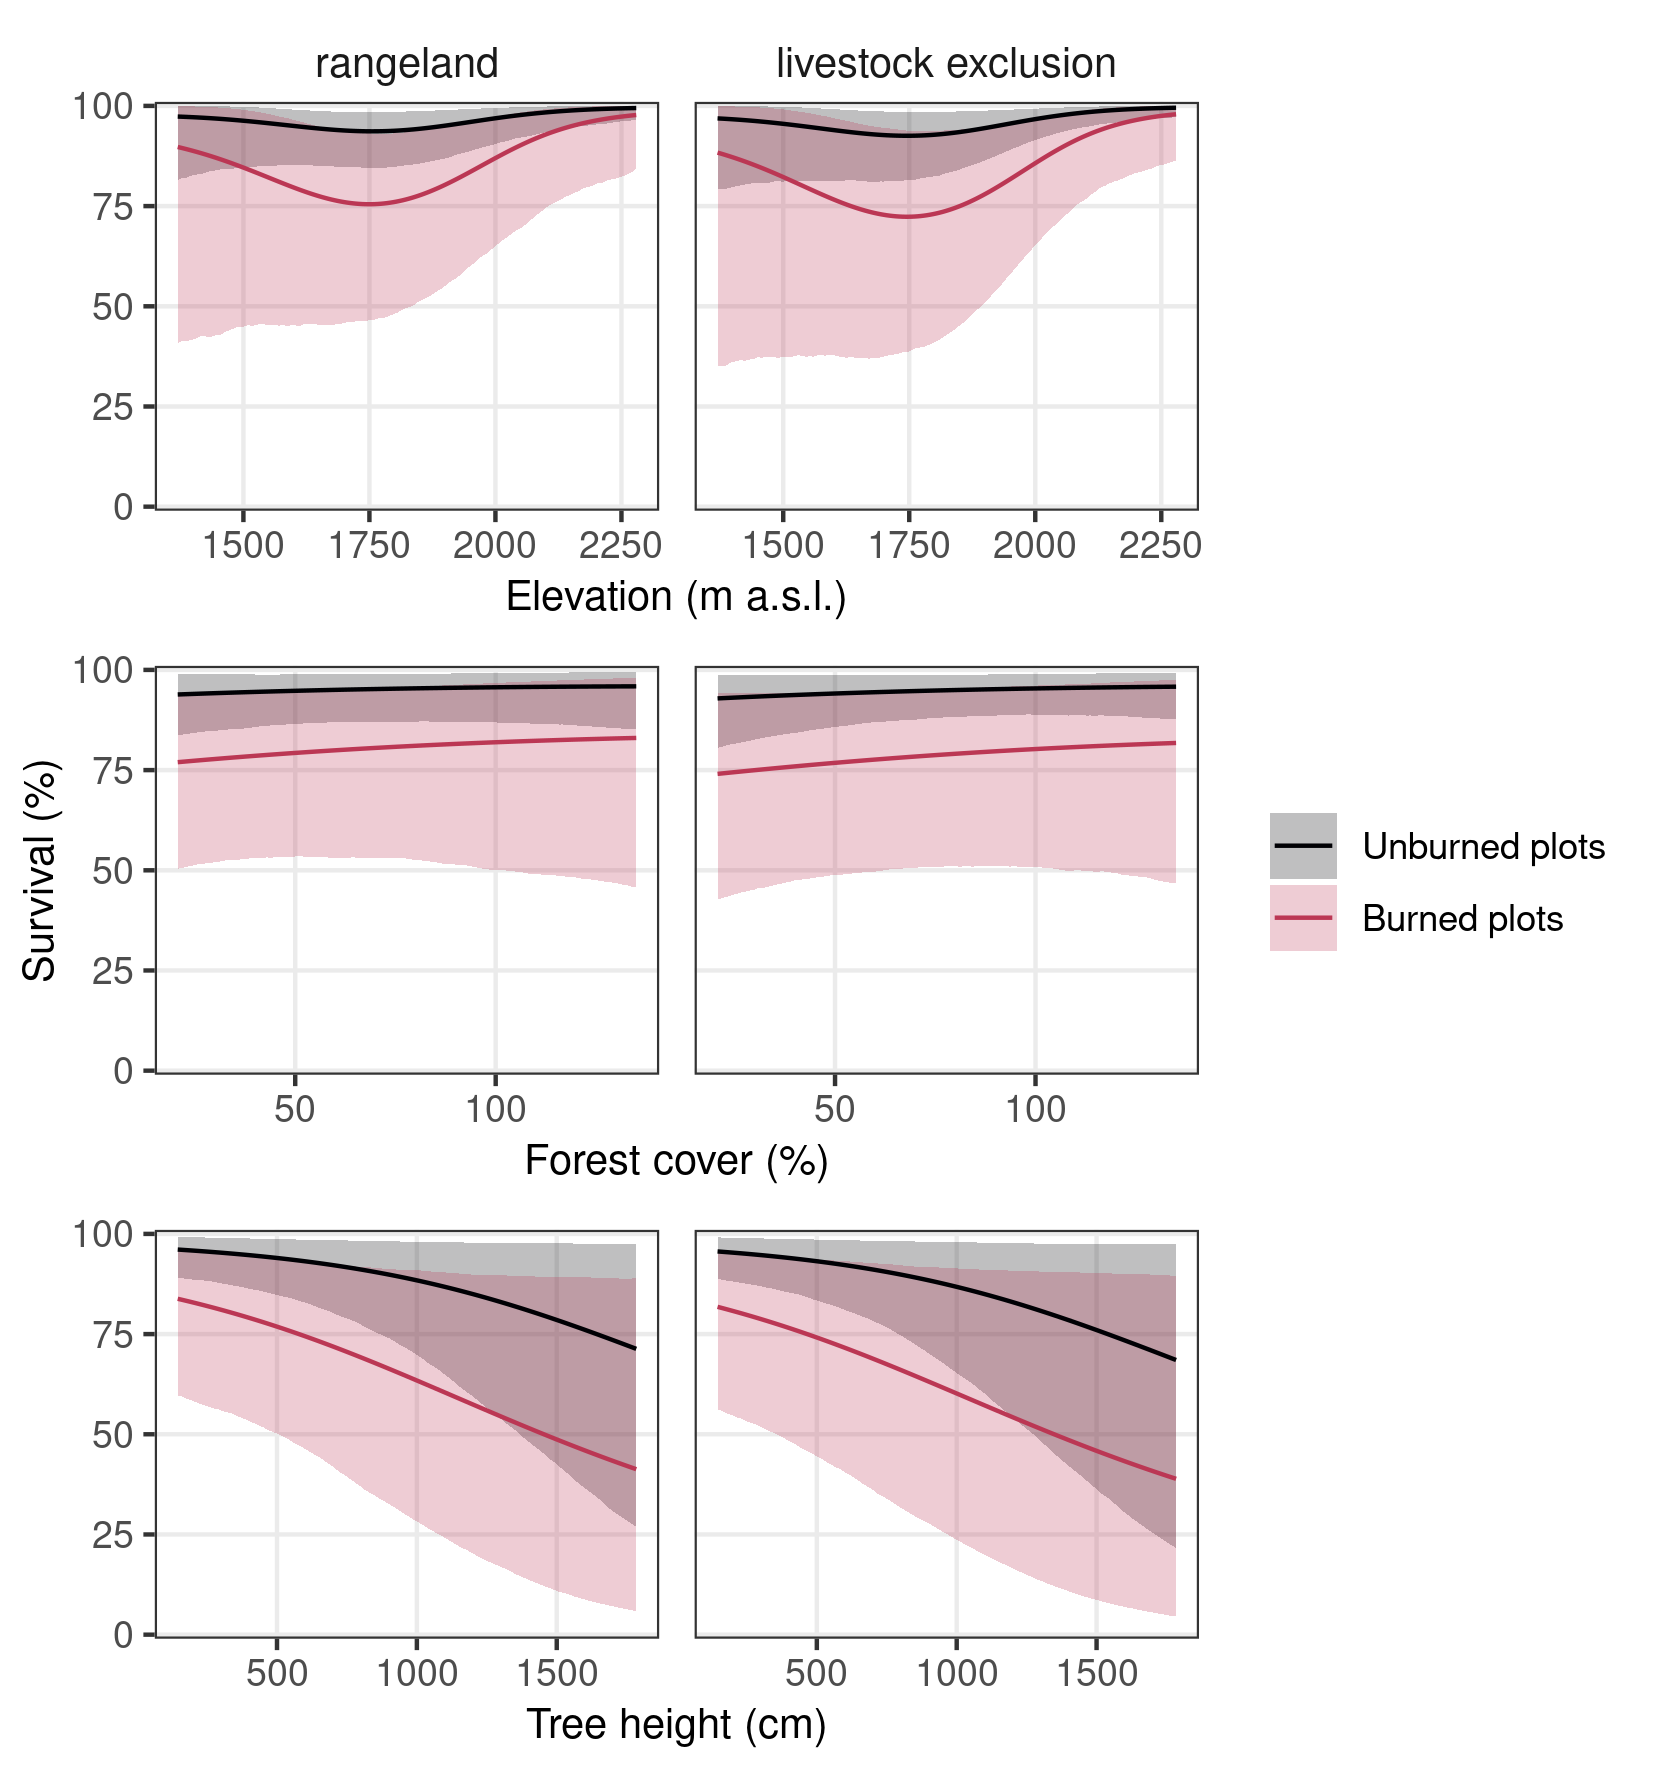 rangeland livestock exclusion
100
75
50
25
0
1500 1750 2000 2250 1500 1750 2000 2250
Elevation (m a.s.l.)
100
75
50
25
0
50 100 50 100
Forest cover (%)
Survival (%)
Unburned plots
Burned plots
100
75
50
25
0
500 1000 1500 500 1000 1500
Tree height (cm)